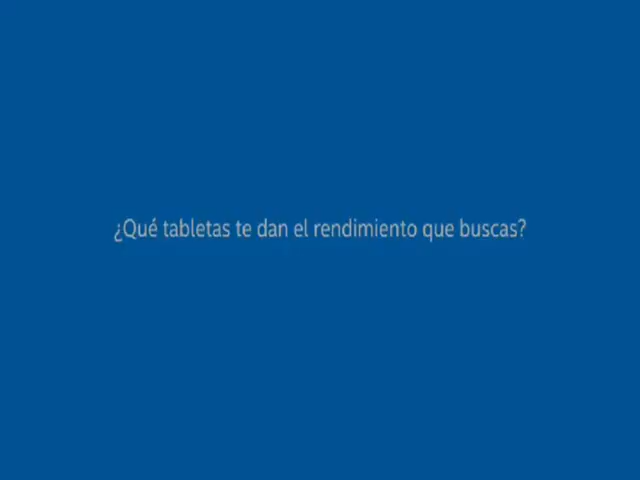 ¿Qué tabletas te dan el rendimiento que buscas?